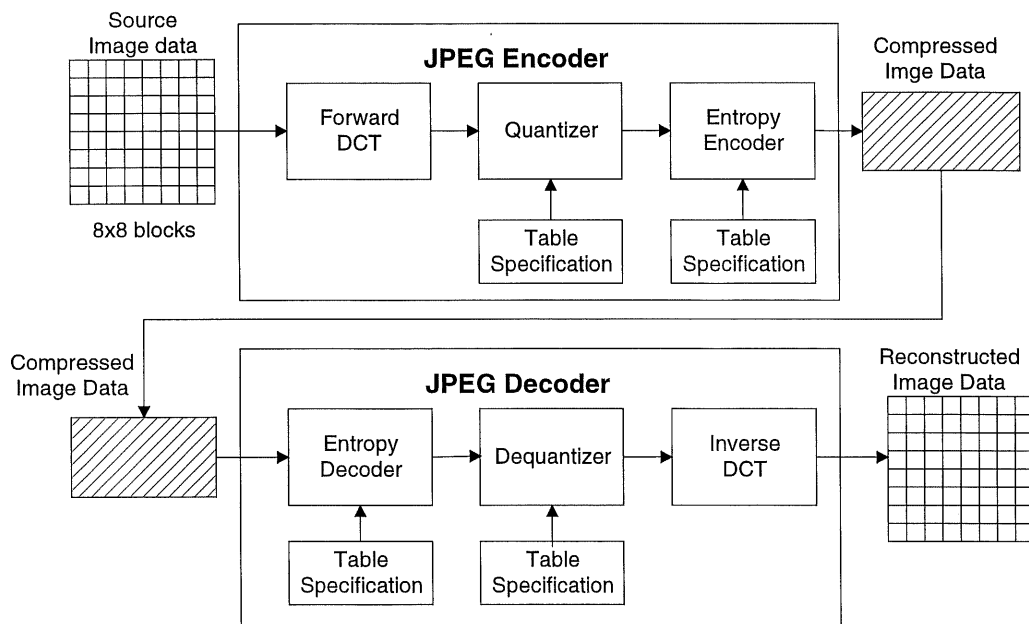 Source
Image data
JPEG Encoder
Compressed
Imge Data
Forward
DCT
Quantizer
Entropy
Encoder
8x8 blocks
Table
Specification
Table
Specification
Compressed
Image Data
JPEG Decoder
Reconstructed
Image Data
Entropy
Decoder
Dequantizer
Inverse
DCT
Table
Specification
Table
Specification